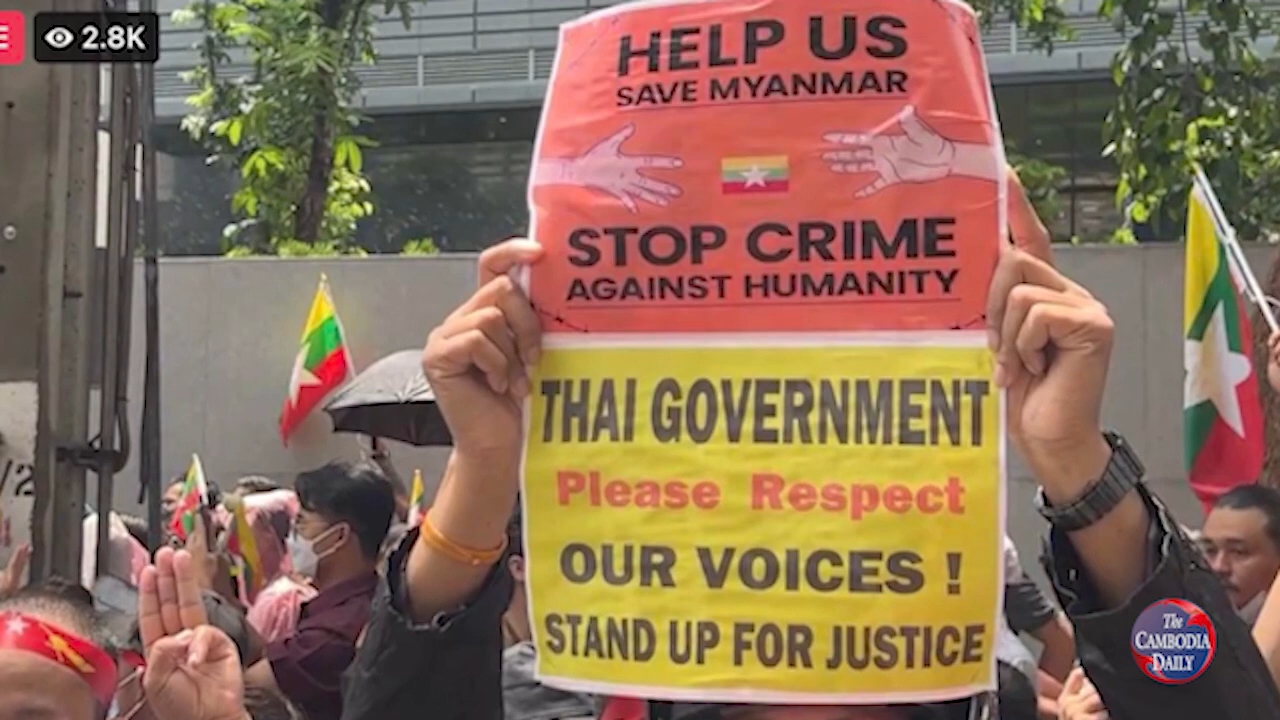 2.8K
HELP US
SAVE MYANMAR
STOP CRIME
AGAINST HUMANITY
THAI GOVERNMENT
Please Respect
OUR VOICES !
STAND UP FOR JUSTICE
The
CAMBODIA
DAILY